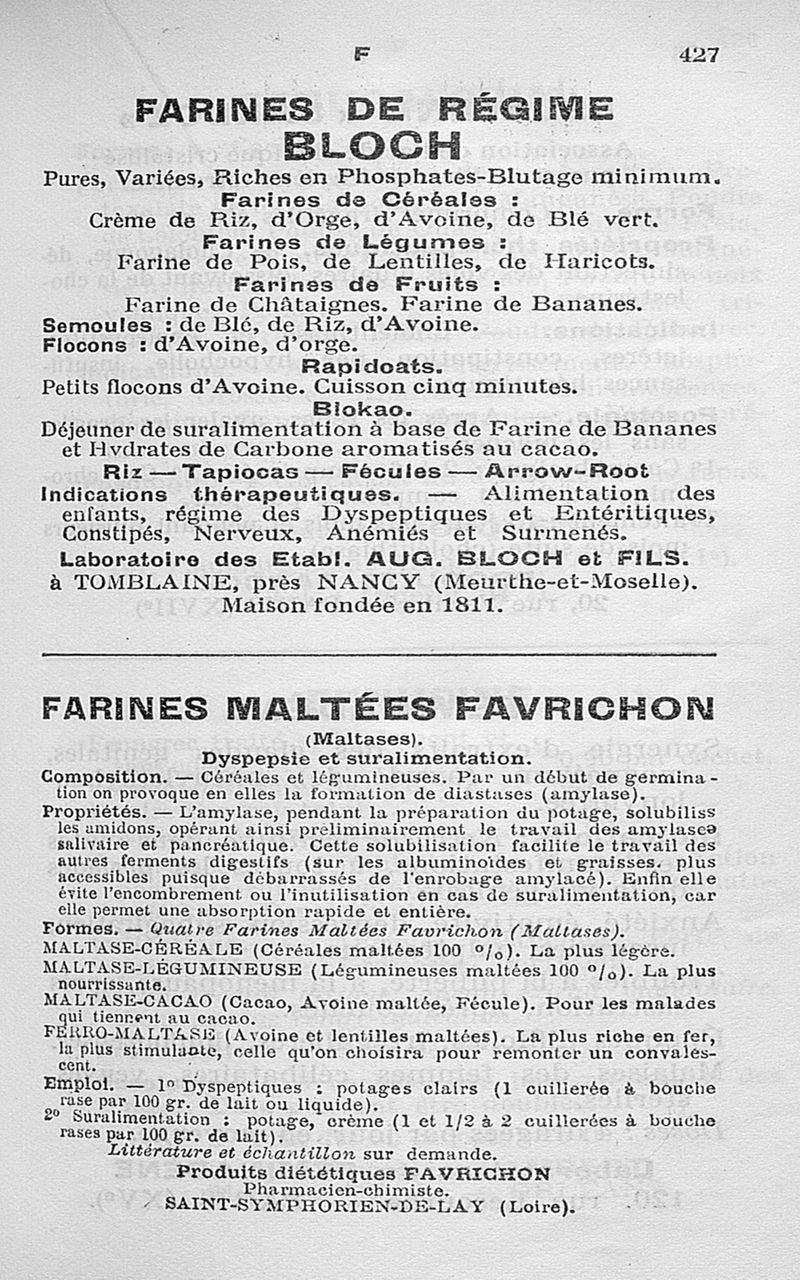 F 427
FARINES DE RÉGIME
BLOCH
Pures, Variées, Riches en Phosphates-Blutage minimum.
Farines de Céréales :
Crème de Riz, d'Orge, d'Avoine, de Blé vert.
Farines de Légumes :
Farine de Pois, de Lentilles, de Haricots.
Farines de Fruits :
Farine de Châtaignes. Farine de Bananes.
Semoules : de Blé, de Riz, d'Avoine.
Flocons : d'Avoine, d'orge.
Rapidoats.
Petits flocons d'Avoine. Cuisson cinq minutes.
Blokao.
Déjeuner de suralimentation à base de Farine de Bananes
et Hydrates de Carbone aromatisés au cacao.
Riz — Tapiocas — Fécules — Arrow-Root
Indications thérapeutiques. — Alimentation des
enfants, régime des Dyspeptiques et Entéritiques,
Constipés, Nerveux, Anémiés et Surmenés.
Laboratoire des Etabl. AUG. BLOCH et FILS.
à TOMBLAINE, près NANCY (Meurthe-et-Moselle).
Maison fondée en 1811.
FARINES MALTÉES FAVRICHON
(Maltases).
Dyspepsie et suralimentation.
Composition. — Céréales et légumineuses. Par un début de germina-
tion on provoque en elles la formation de diastases (amylase).
Propriétés. — L'amylase, pendant la préparation du potage, solubiliss
les amidons, opérant ainsi préliminairement le travail des amylasea
salivaire et pancréatique. Cette solubilisation facilite le travail des
autres ferments digestifs (sur les albuminoïdes et graisses. plus
accessibles puisque débarrassés de l'enrobage amylacé). Enfin elle
évite l'encombrement ou l'inutilisation en cas de suralimentation, car
elle permet une absorption rapide et entière.
Formes. — Quatre Farines Maltées Favrichon (Maltases).
MALTASE-CÉRÉALE (Céréales maltées 100 %). La plus légère.
MALTASE-LÉGUMINEUSE (Légumineuses maltées 100 %). La plus
nourrissante.
MALTASE-CACAO (Cacao, Avoine maltée, Fécule). Pour les malades
qui tiennent au cacao.
FERRO-MALTASE (Avoine et lentilles maltées). La plus riche en fer,
la plus stimulante, celle qu'on choisira pour remonter un convales-
cent.
Emploi. — 1º Dyspeptiques : potages clairs (1 cuillerée à bouche
rase par 100 gr. de lait ou liquide).
2º Suralimentation : potage, crème (1 et 1/2 à 2 cuillerées à bouche
rases par 100 gr. de lait).
Littérature et échantillon sur demande.
Produits diététiques FAVRICHON
Pharmacien-chimiste.
SAINT-SYMPHORIEN-DE-LAY (Loire).